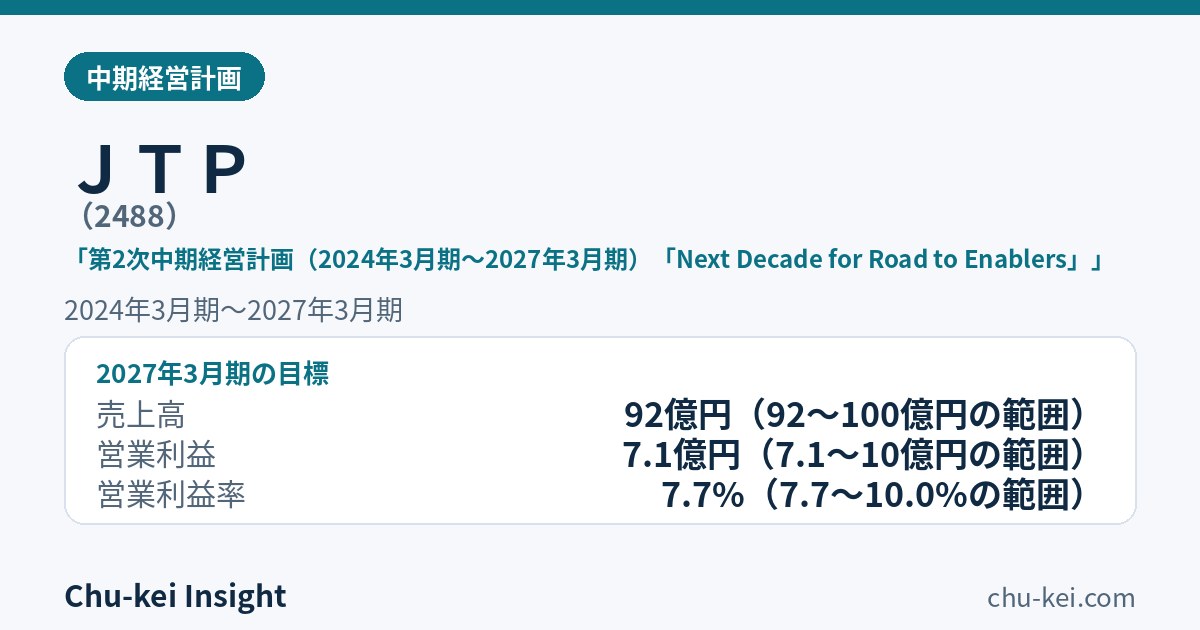 中期経営計画
ＪＴＰ
（2488）
「第2次中期経営計画（2024年3月期～2027年3月期）「Next Decade for Road to Enablers」」
2024年3月期～2027年3月期
2027年3月期の目標
売上高 92億円（92～100億円の範囲）
営業利益 7.1億円（7.1～10億円の範囲）
営業利益率 7.7%（7.7～10.0%の範囲）
Chu-kei Insight chu-kei.com